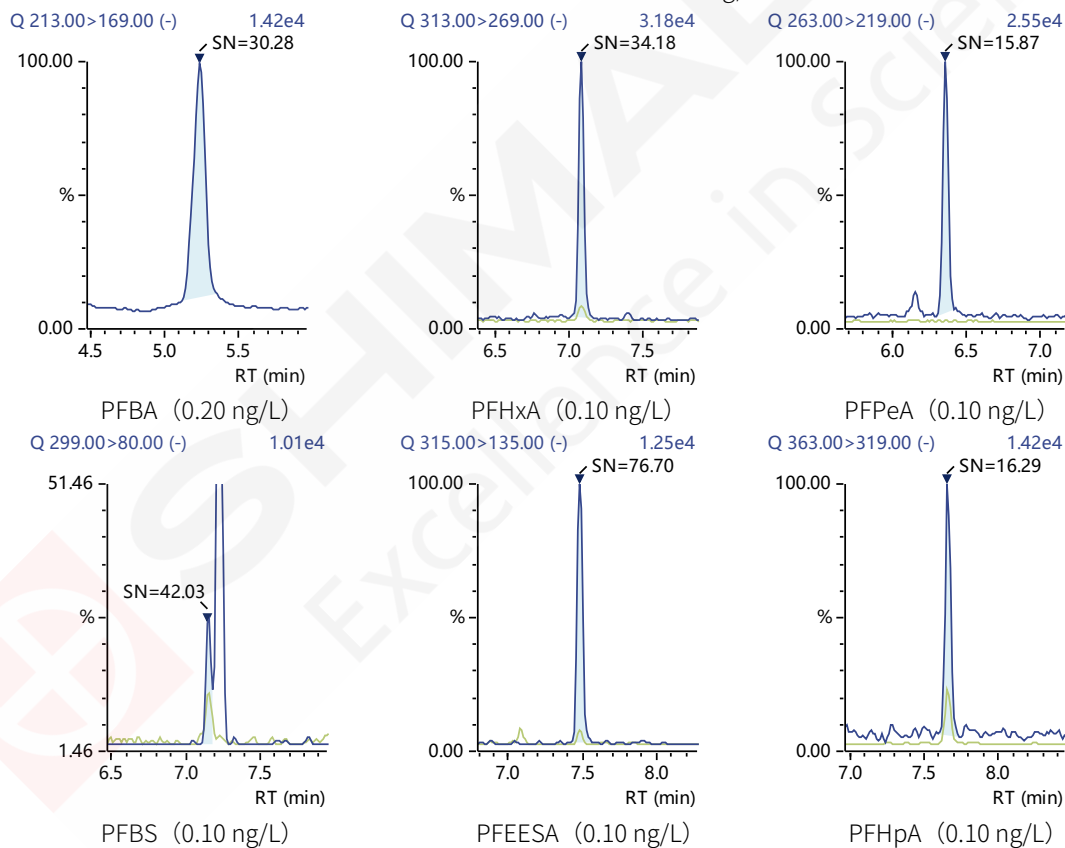 Q 213.00>169.00 (-) 1.42e4
SN=30.28
100.00
%
0.00
4.5 5.0 5.5
RT (min)
PFBA（0.20 ng/L）
Q 313.00>269.00 (-) 3.18e4
SN=34.18
100.00
%
0.00
6.5 7.0 7.5
RT (min)
PFHxA（0.10 ng/L）
Q 263.00>219.00 (-) 2.55e4
SN=15.87
100.00
%
0.00
6.0 6.5 7.0
RT (min)
PFPeA（0.10 ng/L）
Q 299.00>80.00 (-) 1.01e4
51.46
SN=42.03
%
1.46
6.5 7.0 7.5
RT (min)
PFBS（0.10 ng/L）
Q 315.00>135.00 (-) 1.25e4
SN=76.70
100.00
%
0.00
7.0 7.5 8.0
RT (min)
PFEESA（0.10 ng/L）
Q 363.00>319.00 (-) 1.42e4
SN=16.29
100.00
%
0.00
7.0 7.5 8.0
RT (min)
PFHpA（0.10 ng/L）
SHIMA
Excellence in Scie